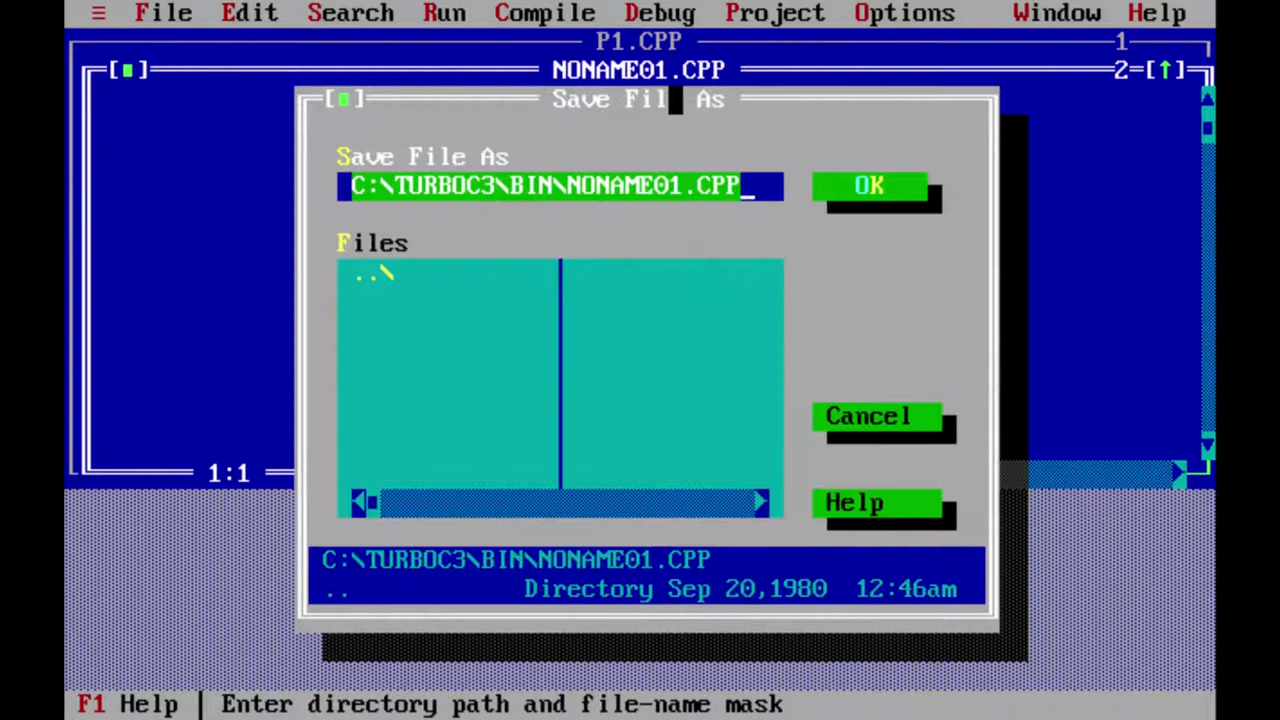 ≡ File Edit Search Run Compile Debug Project Options Window Help
P1.CPP 1
[■] NONAME01.CPP 2=[↑]
[■] Save Fil As
Save File As
C:\TURBOC3\BIN\NONAME01.CPP_ OK
Files
..\
Cancel
1:1
Help
C:\TURBOC3\BIN\NONAME01.CPP
.. Directory Sep 20,1980 12:46am
F1 Help | Enter directory path and file-name mask